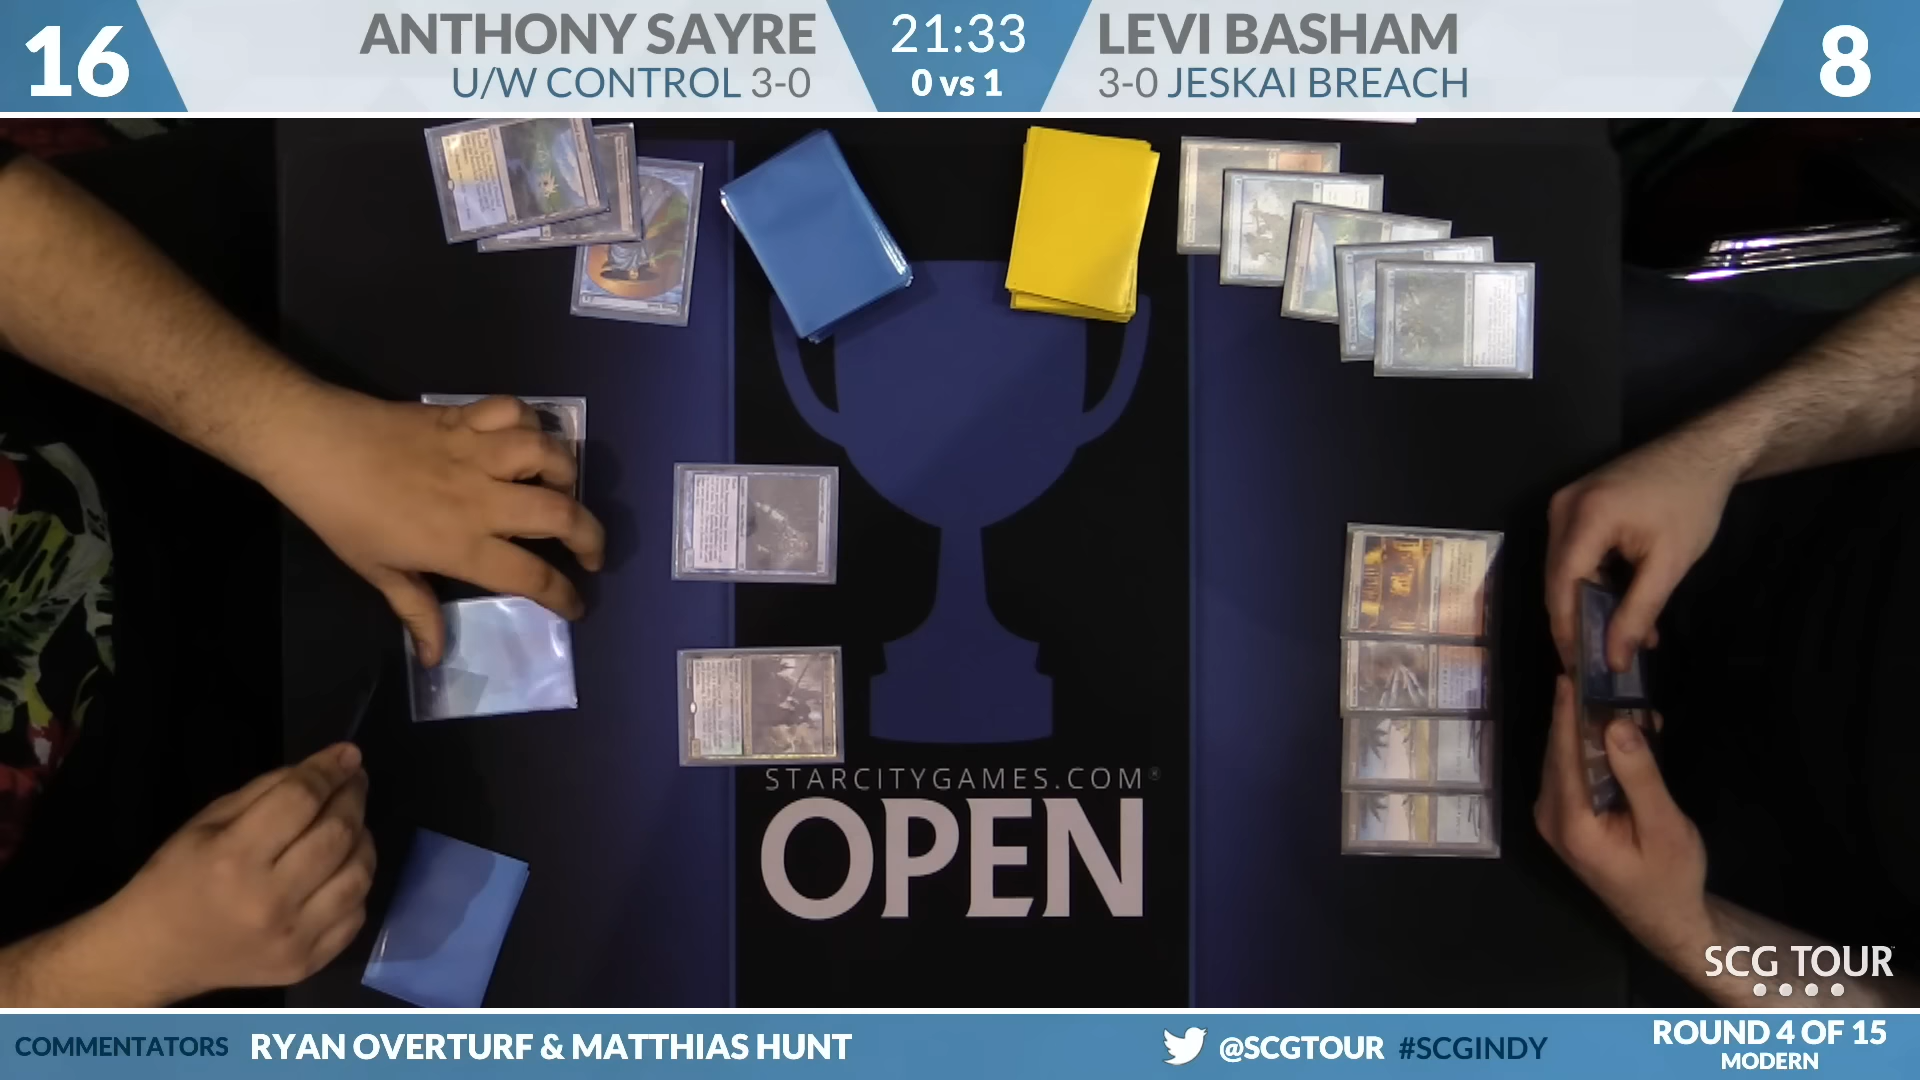 16
ANTHONY SAYRE
U/W CONTROL 3-0
21:33
0 vs 1
LEVI BASHAM
3-0 JESKAI BREACH
8
STARCITYGAMES.COM®
OPEN
SCG TOUR
COMMENTATORS RYAN OVERTURF & MATTHIAS HUNT
@SCGTOUR #SCGINDY
ROUND 4 OF 15
MODERN